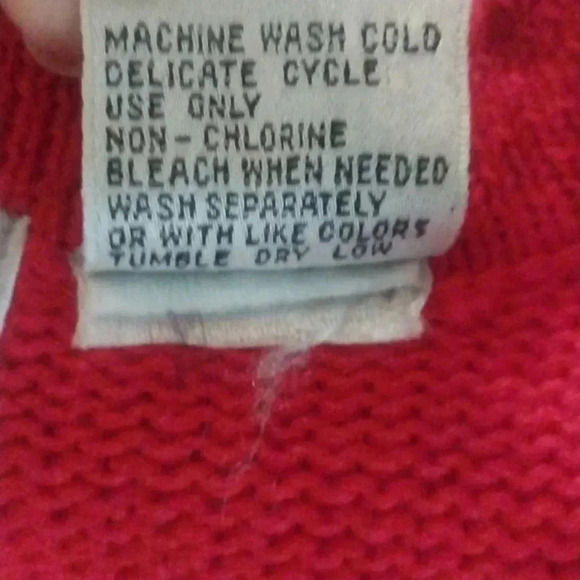 MACHINE WASH COLD
DELICATE CYCLE
USE ONLY
NON-CHLORINE
BLEACH WHEN NEEDED
WASH SEPARATELY
OR WITH LIKE COLORS
TUMBLE DRY LOW